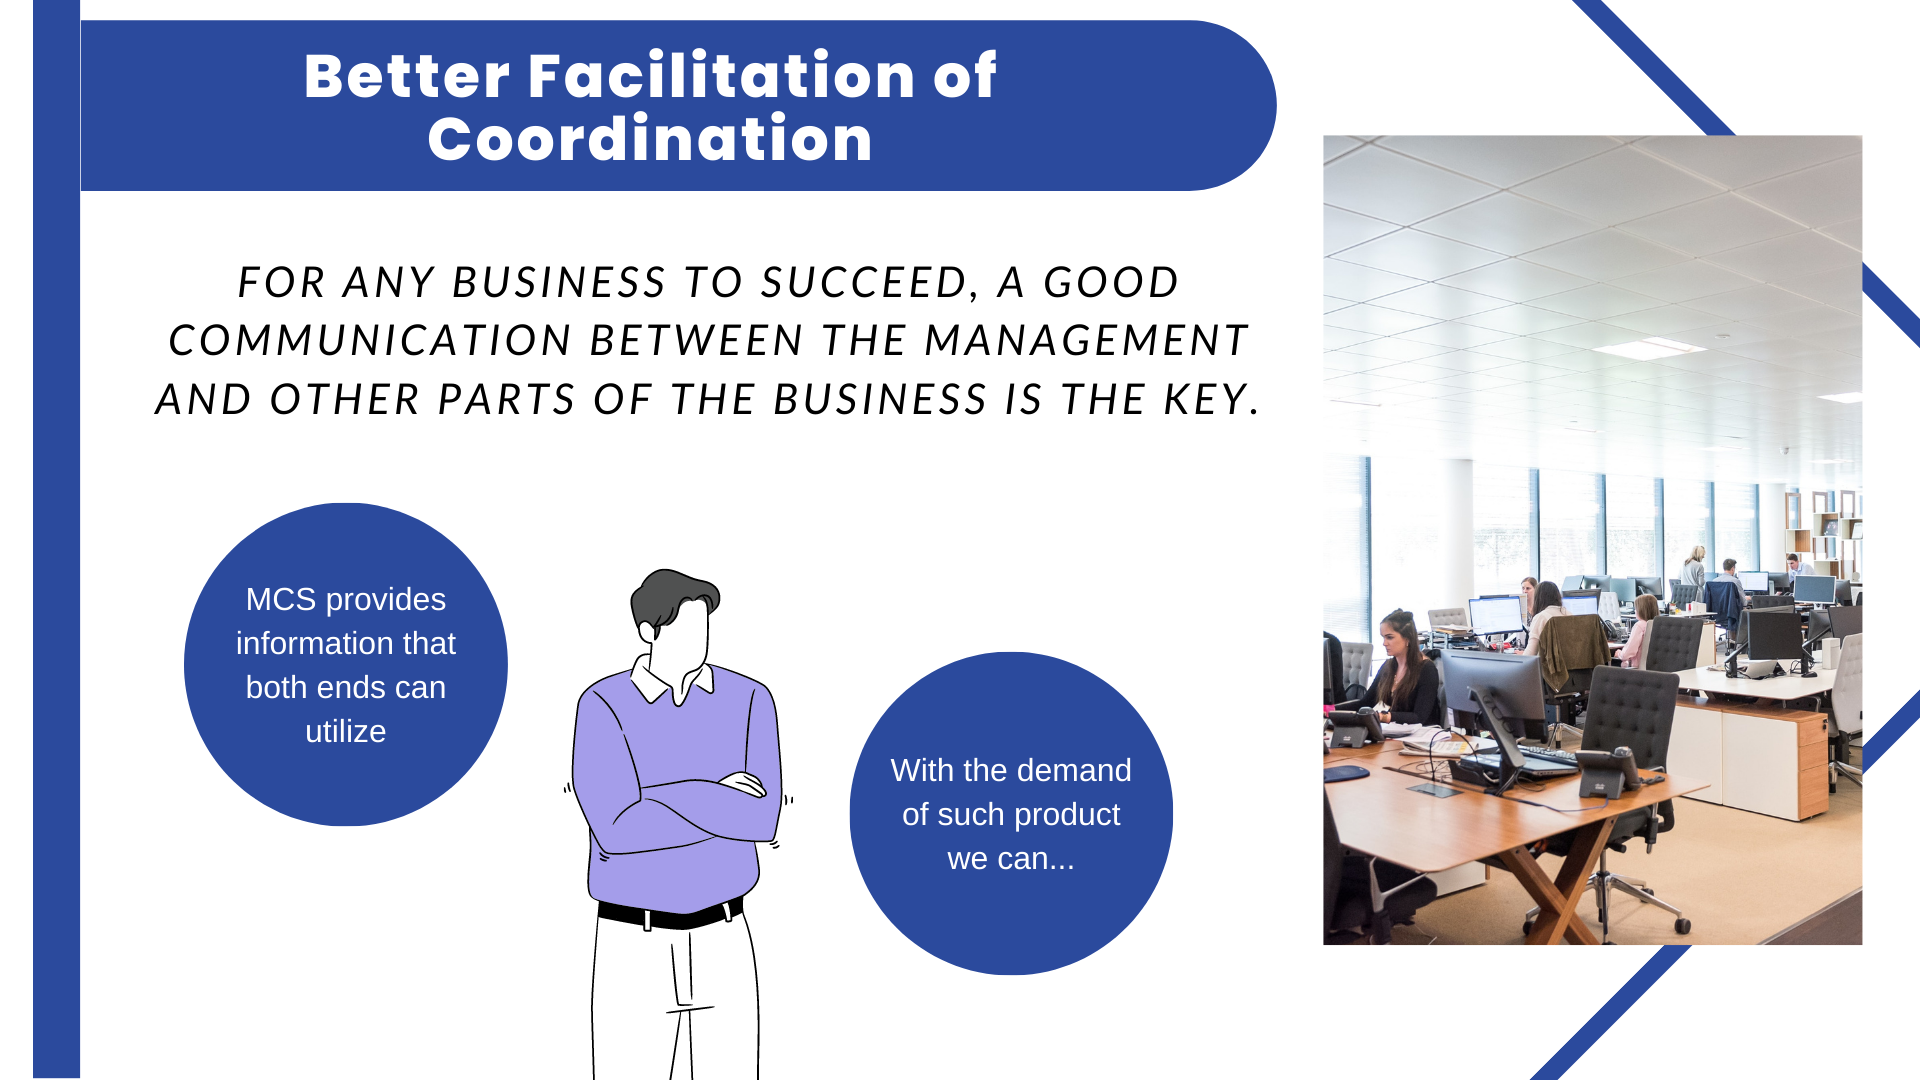 Better Facilitation of
Coordination
FOR ANY BUSINESS TO SUCCEED, A GOOD
COMMUNICATION BETWEEN THE MANAGEMENT
AND OTHER PARTS OF THE BUSINESS IS THE KEY.
MCS provides
information that
both ends can
utilize
With the demand
of such product
we can...